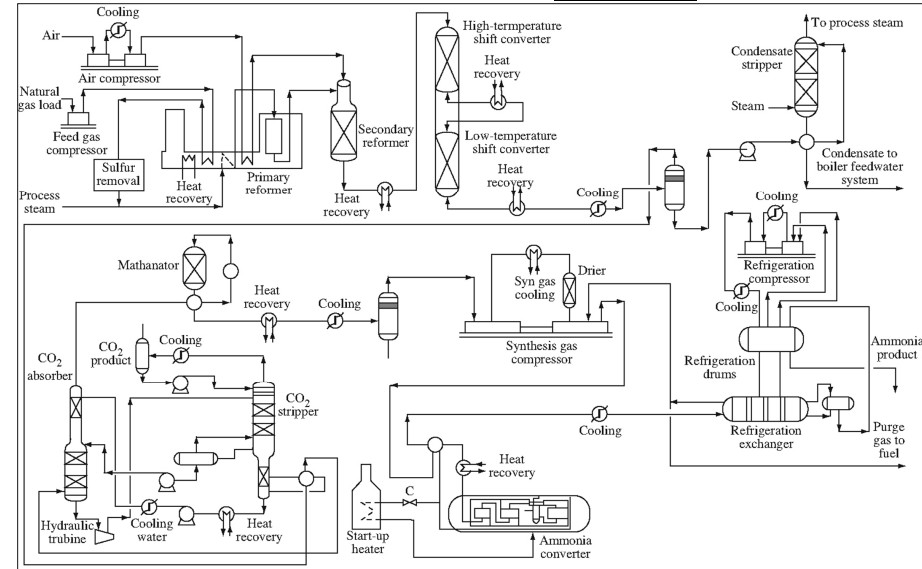 Cooling
Air
Air compressor
Natural
gas load
Feed gas
compressor
Sulfur
removal
Process
steam
Heat
recovery
Primary
reformer
Secondary
reformer
Heat
recovery
High-termperature
shift converter
Heat
recovery
Low-temperature
shift converter
Heat
recovery
Cooling
To process steam
Condensate
stripper
Steam
Condensate to
boiler feedwater
system
Cooling
Refrigeration
compressor
Cooling
Mathanator
Heat
recovery
Cooling
Syn gas
cooling
Drier
Synthesis gas
compressor
Refrigeration
drums
Ammonia
product
Refrigeration
exchanger
Purge
gas to
fuel
CO2
absorber
CO2
product
Cooling
CO2
stripper
Cooling
Heat
recovery
C
Hydraulic
trubine
Cooling
water
Heat
recovery
Start-up
heater
Ammonia
converter